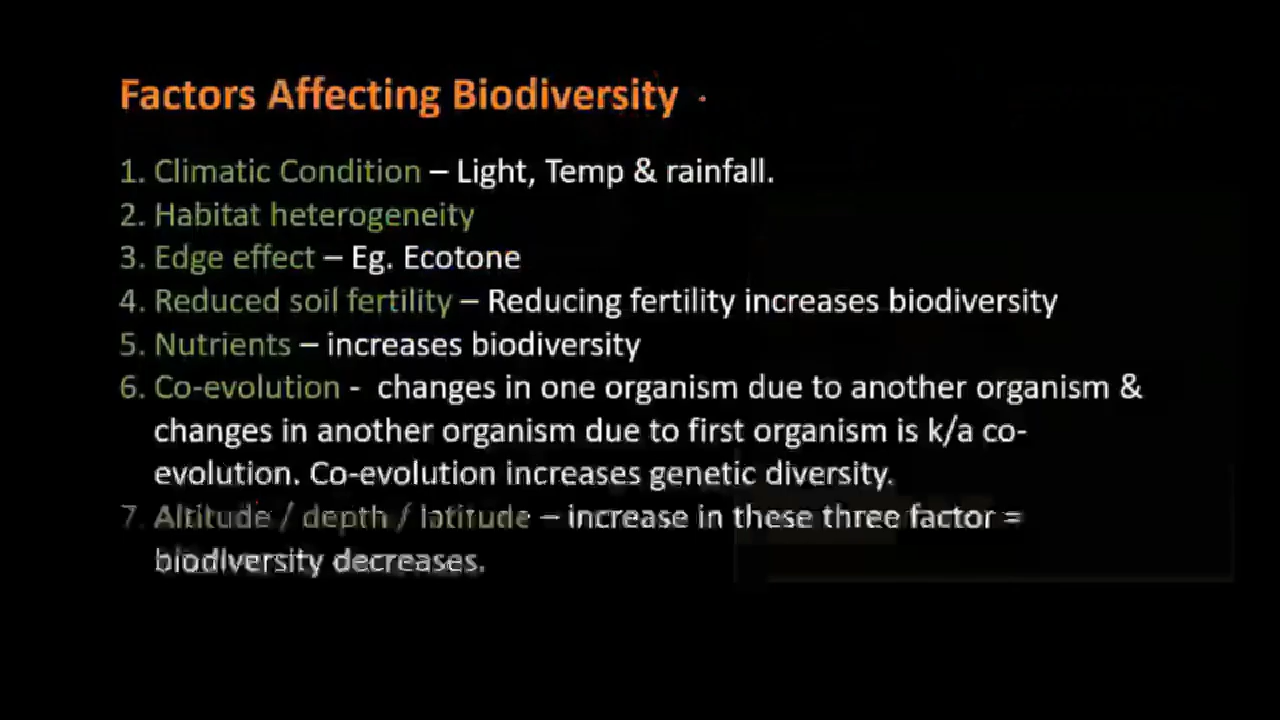 Factors Affecting Biodiversity
1. Climatic Condition – Light, Temp & rainfall.
2. Habitat heterogeneity
3. Edge effect – Eg. Ecotone
4. Reduced soil fertility – Reducing fertility increases biodiversity
5. Nutrients – increases biodiversity
6. Co-evolution - changes in one organism due to another organism &
changes in another organism due to first organism is k/a co-
evolution. Co-evolution increases genetic diversity.
7. Altitude / depth / latitude – increase in these three factor =
biodiversity decreases.